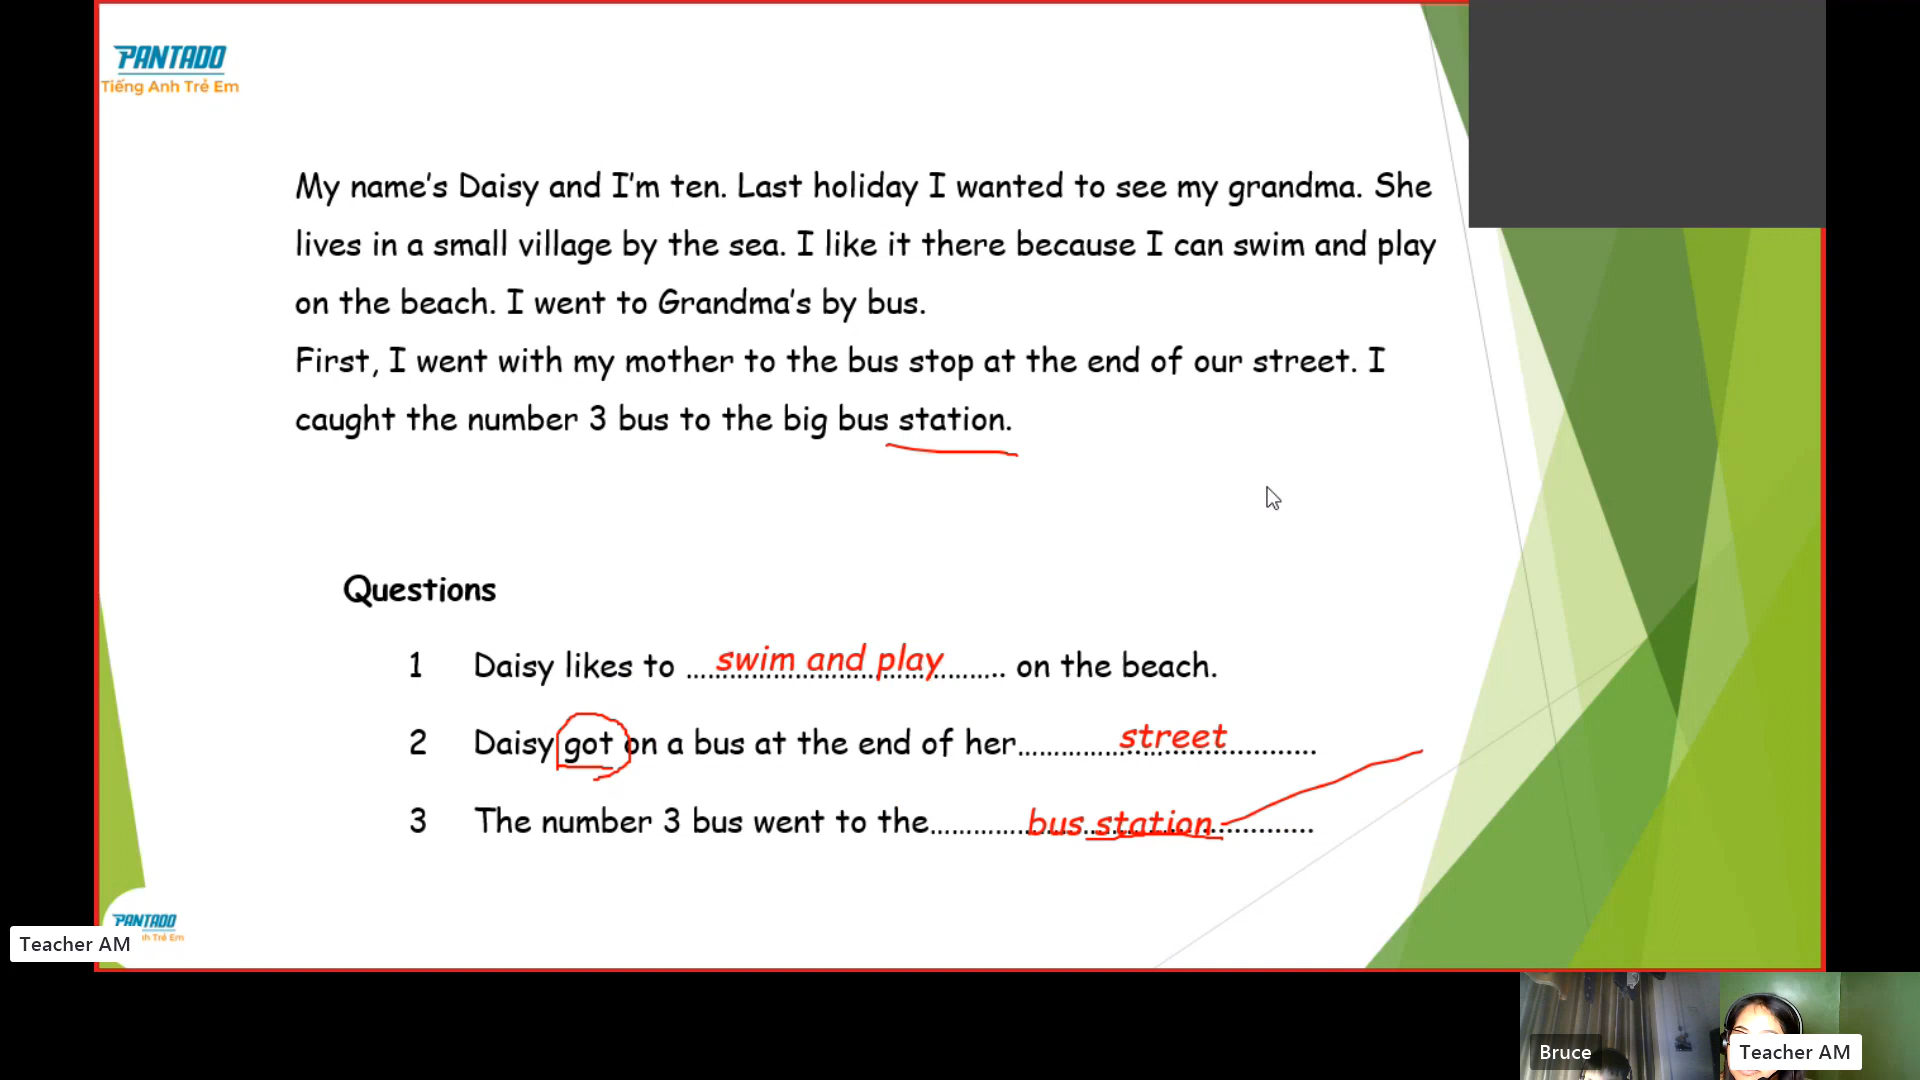 PANTADO
Tiếng Anh Trẻ Em
My name's Daisy and I'm ten. Last holiday I wanted to see my grandma. She
lives in a small village by the sea. I like it there because I can swim and play
on the beach. I went to Grandma's by bus.
First, I went with my mother to the bus stop at the end of our street. I
caught the number 3 bus to the big bus station.
Questions
1 Daisy likes to ...swim and play... on the beach.
2 Daisy got on a bus at the end of her...street...
3 The number 3 bus went to the...bus station...
PANTADO
nh Trẻ Em
Teacher AM
Bruce
Teacher AM